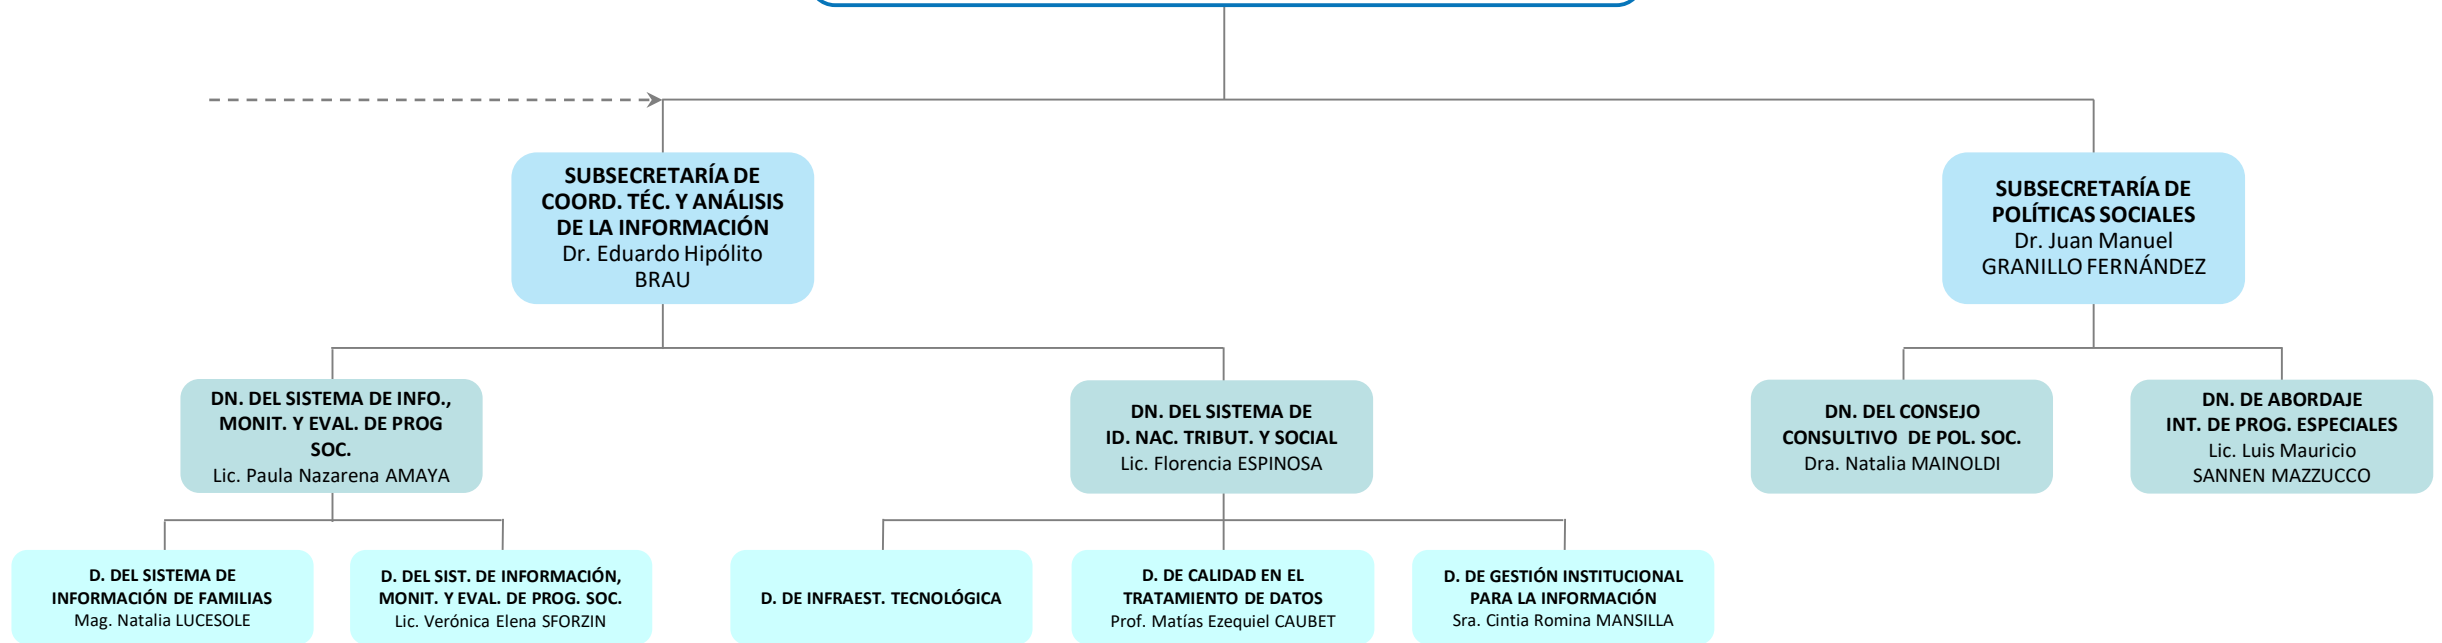 SUBSECRETARÍA DE
COORD. TÉC. Y ANÁLISIS
DE LA INFORMACIÓN
Dr. Eduardo Hipólito
BRAU
SUBSECRETARÍA DE
POLÍTICAS SOCIALES
Dr. Juan Manuel
GRANILLO FERNÁNDEZ
DN. DEL SISTEMA DE INFO.,
MONIT. Y EVAL. DE PROG
SOC.
Lic. Paula Nazarena AMAYA
DN. DEL SISTEMA DE
ID. NAC. TRIBUT. Y SOCIAL
Lic. Florencia ESPINOSA
DN. DEL CONSEJO
CONSULTIVO DE POL. SOC.
Dra. Natalia MAINOLDI
DN. DE ABORDAJE
INT. DE PROG. ESPECIALES
Lic. Luis Mauricio
SANNEN MAZZUCCO
D. DEL SISTEMA DE
INFORMACIÓN DE FAMILIAS
Mag. Natalia LUCESOLE
D. DEL SIST. DE INFORMACIÓN,
MONIT. Y EVAL. DE PROG. SOC.
Lic. Verónica Elena SFORZIN
D. DE INFRAEST. TECNOLÓGICA
D. DE CALIDAD EN EL
TRATAMIENTO DE DATOS
Prof. Matías Ezequiel CAUBET
D. DE GESTIÓN INSTITUCIONAL
PARA LA INFORMACIÓN
Sra. Cintia Romina MANSILLA